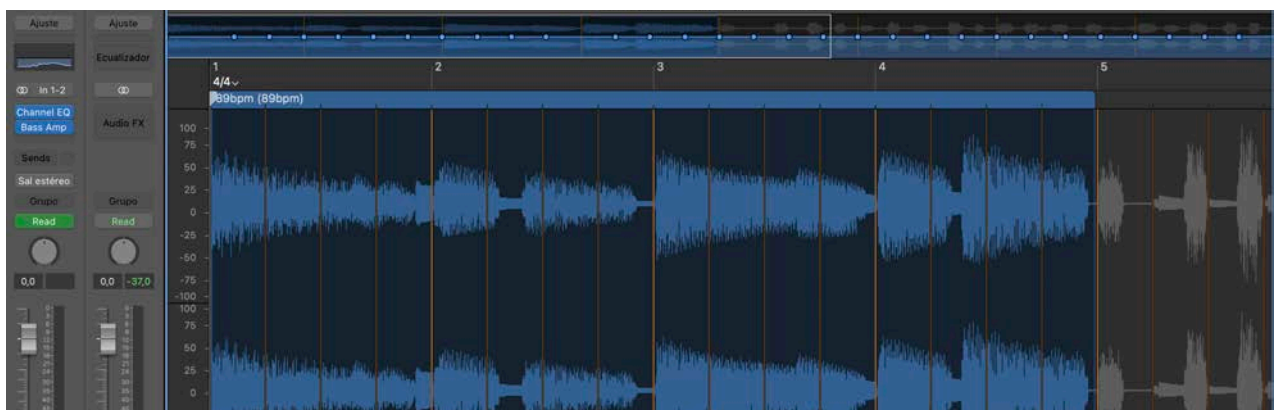 Ajuste Ajuste
Ecualizador
In 1-2
Channel EQ
Bass Amp
Audio FX
Sends
Sal estéreo
Grupo Grupo
Read Read
0,0 0,0 -37,0
1 2 3 4 5
4/4
89bpm (89bpm)
100
75
50
25
0
-25
-50
-75
-100
100
75
50
25
0